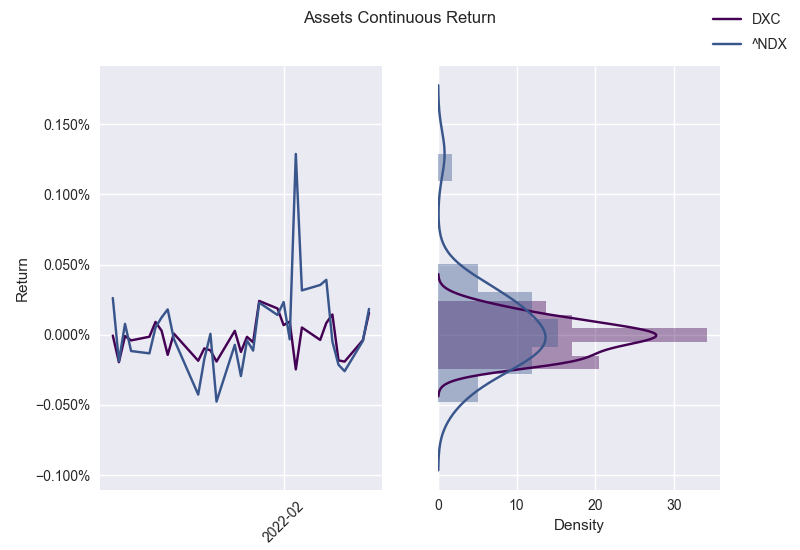 Assets Continuous Return
DXC
^NDX
0.150%
0.100%
0.050%
0.000%
−0.050%
−0.100%
Return
2022-02
0 10 20 30
Density